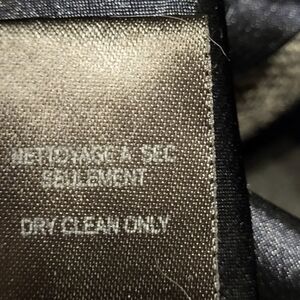 NETTOYAGE À SEC
SEULEMENT
DRY CLEAN ONLY